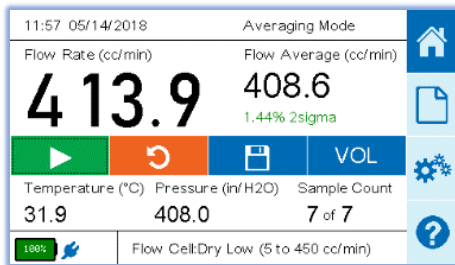 11:57 05/14/2018 Averaging Mode
Flow Rate (cc/min) Flow Average (cc/min)
413.9 408.6
1.44% 2sigma
VOL
Temperature (°C) Pressure (in/H2O) Sample Count
31.9 408.0 7 of 7
100% Flow Cell:Dry Low (5 to 450 cc/min)
?